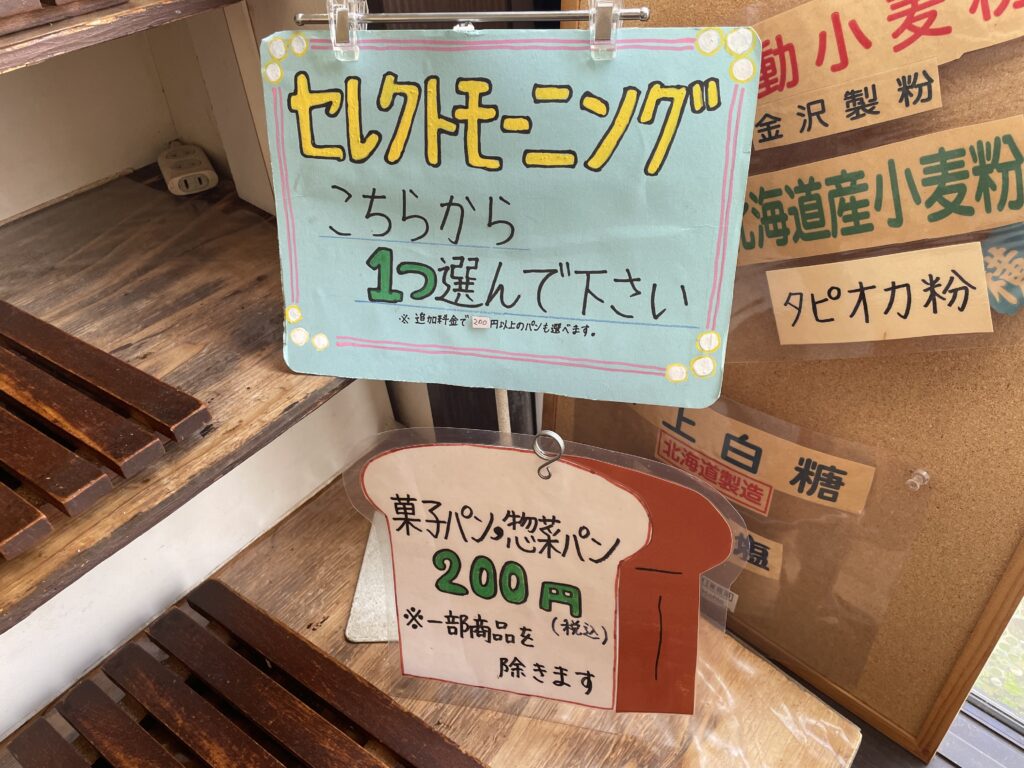 セレクトモーニング
こちらから
1つ選んで下さい
※ 追加料金で200円以上のパンも選べます。
菓子パン,惣菜パン
200円
(税込)
※一部商品を
除きます
動小麦粉
金沢製粉
海道産小麦粉
タピオカ粉
上白糖
北海道製造
塩